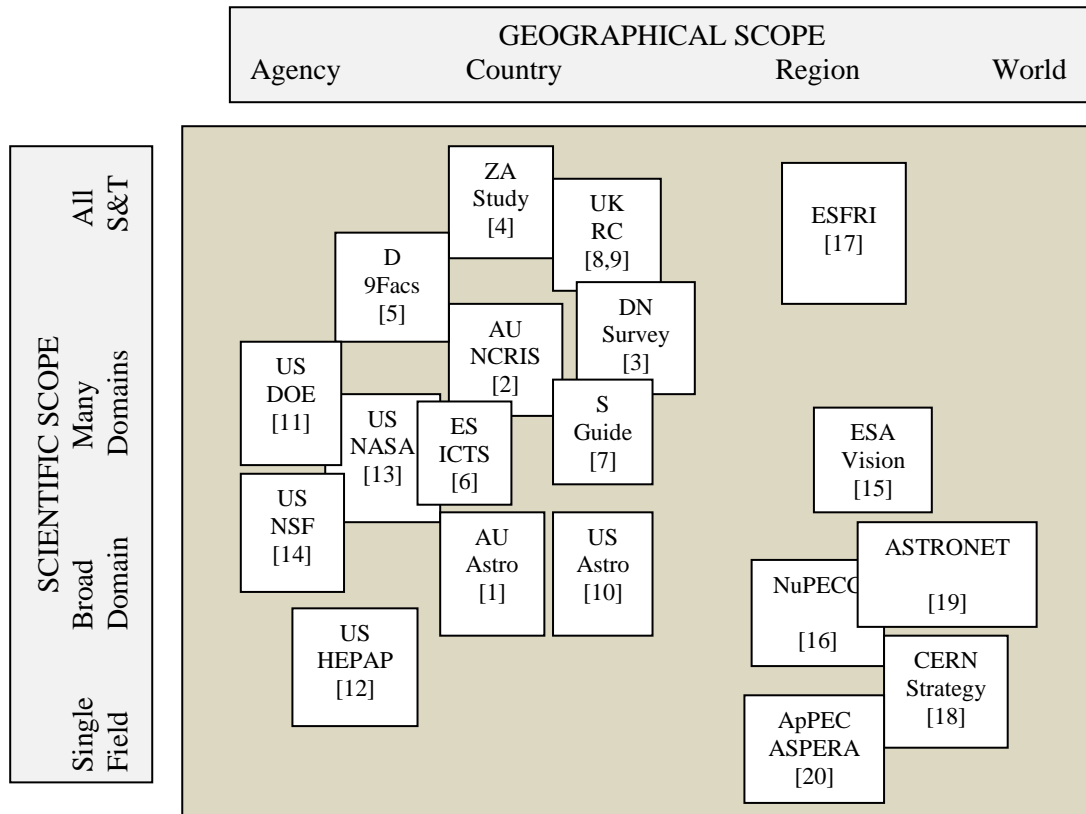 GEOGRAPHICAL SCOPE
Agency Country Region World
SCIENTIFIC SCOPE
All
S&T
Many
Domains
Broad
Domain
Single
Field
ZA
Study
[4]
UK
RC
[8,9]
ESFRI
[17]
D
9Facs
[5]
DN
Survey
[3]
AU
NCRIS
[2]
US
DOE
[11]
US
NASA
[13]
ES
ICTS
[6]
S
Guide
[7]
ESA
Vision
[15]
US
NSF
[14]
AU
Astro
[1]
US
Astro
[10]
ASTRONET
[19]
NuPECC
[16]
US
HEPAP
[12]
CERN
Strategy
[18]
ApPEC
ASPERA
[20]